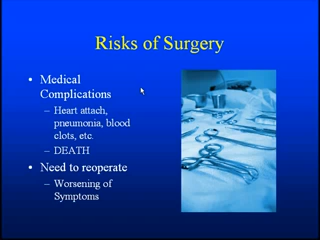 Risks of Surgery
• Medical
Complications
– Heart attach,
pneumonia, blood
clots, etc.
– DEATH
• Need to reoperate
– Worsening of
Symptoms